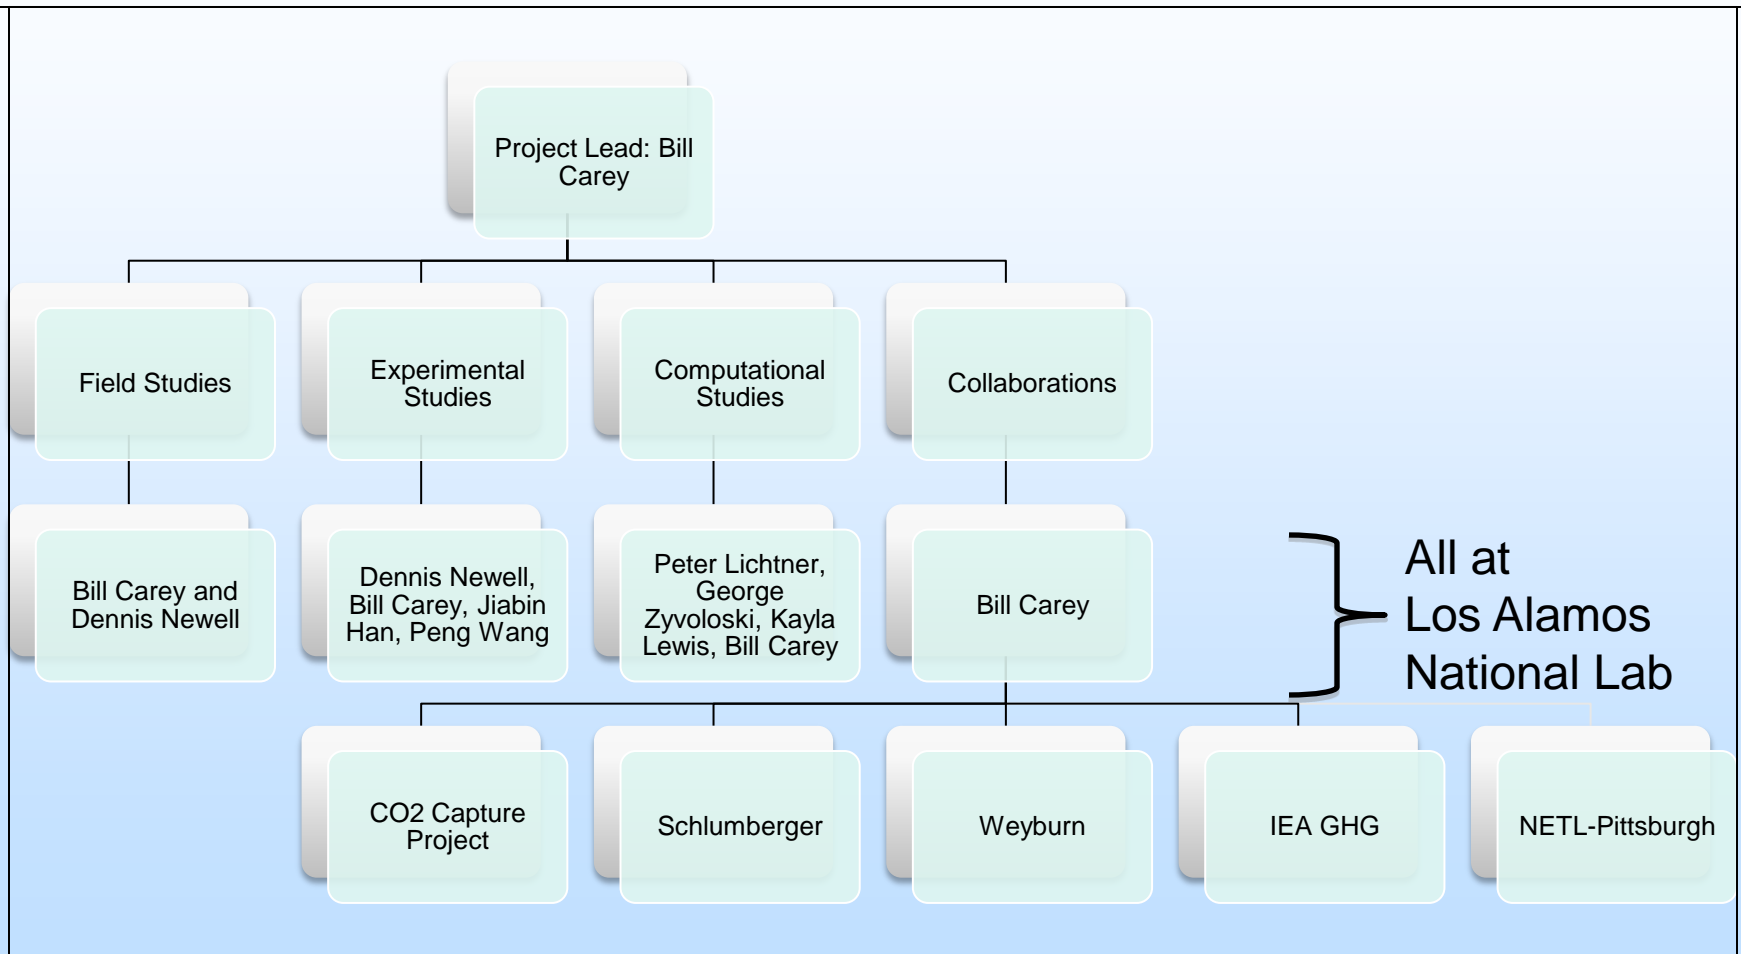 Project Lead: Bill
Carey
Field Studies
Experimental
Studies
Computational
Studies
Collaborations
Bill Carey and
Dennis Newell
Dennis Newell,
Bill Carey, Jiabin
Han, Peng Wang
Peter Lichtner,
George
Zyvoloski, Kayla
Lewis, Bill Carey
Bill Carey
All at
Los Alamos
National Lab
CO2 Capture
Project
Schlumberger
Weyburn
IEA GHG
NETL-Pittsburgh